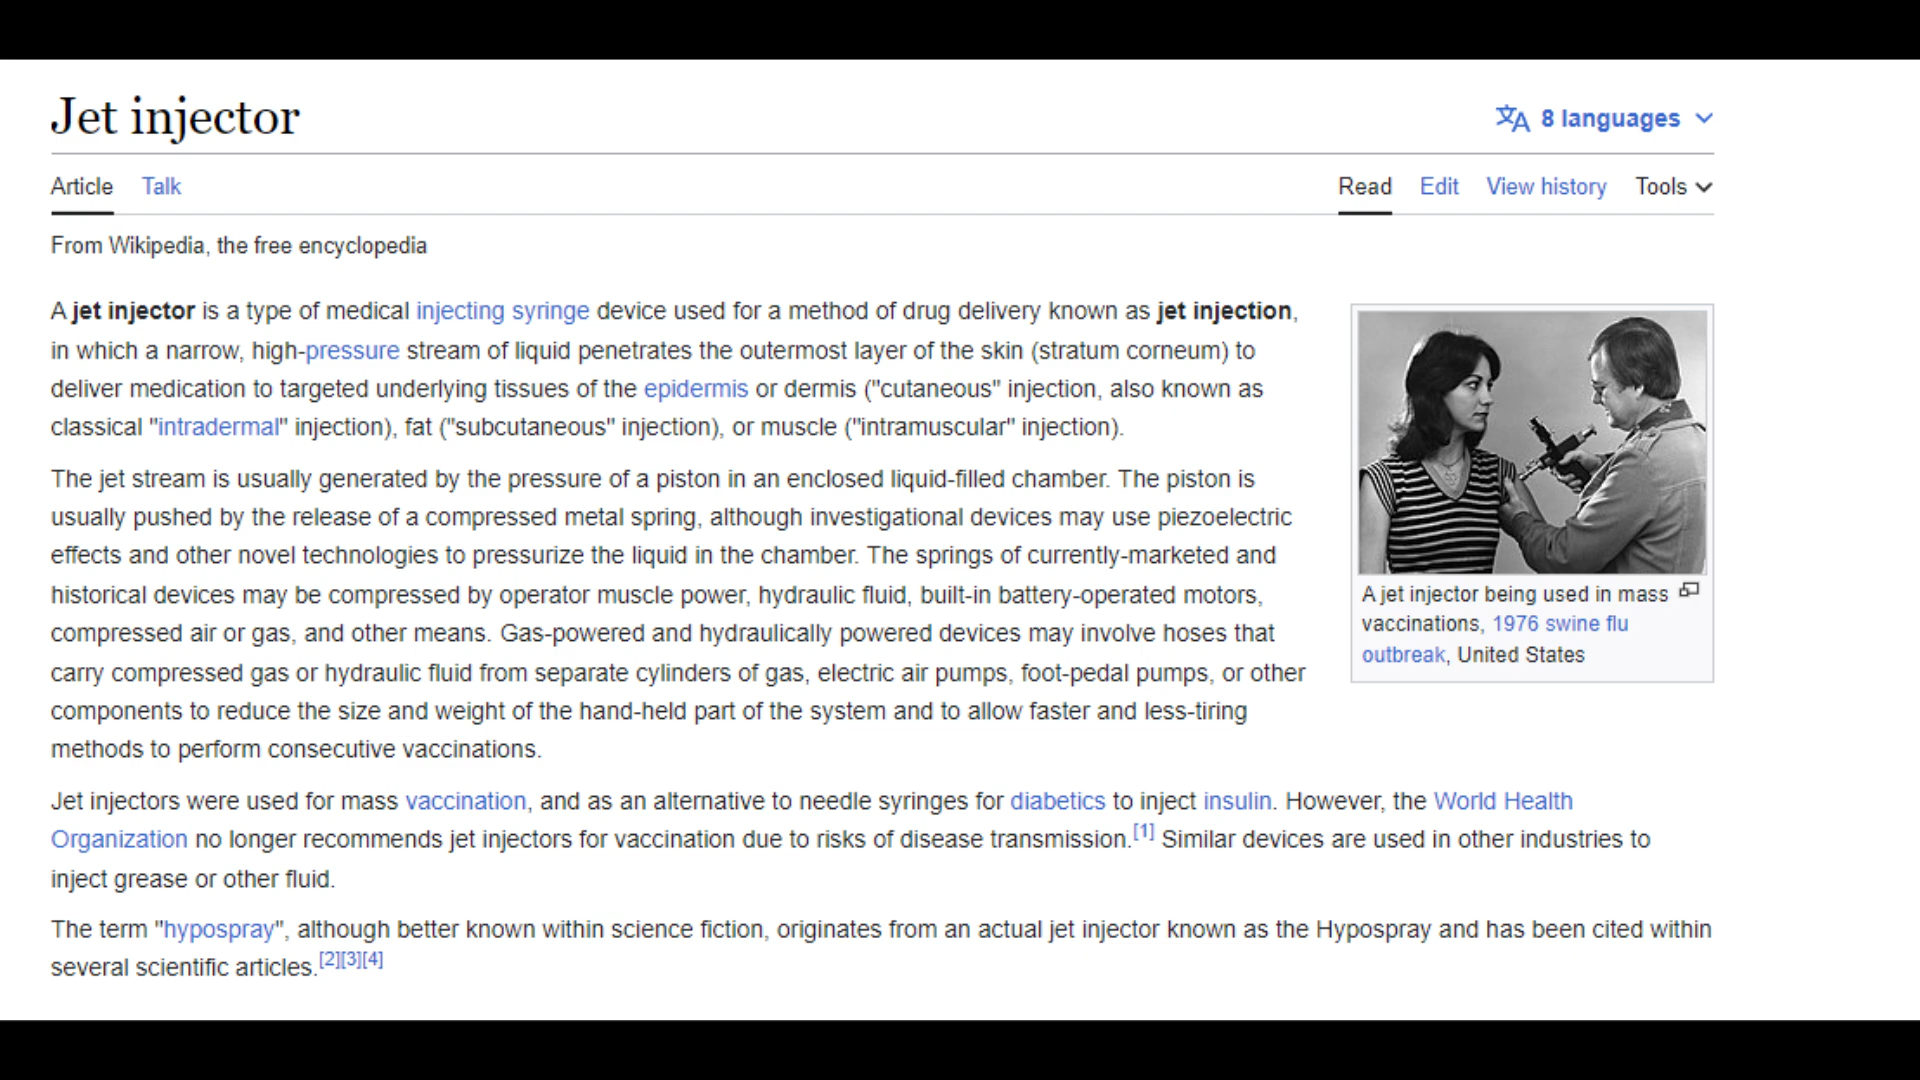 Jet injector
8 languages
Article Talk
Read Edit View history Tools
From Wikipedia, the free encyclopedia
A jet injector is a type of medical injecting syringe device used for a method of drug delivery known as jet injection,
in which a narrow, high-pressure stream of liquid penetrates the outermost layer of the skin (stratum corneum) to
deliver medication to targeted underlying tissues of the epidermis or dermis ("cutaneous" injection, also known as
classical "intradermal" injection), fat ("subcutaneous" injection), or muscle ("intramuscular" injection).
The jet stream is usually generated by the pressure of a piston in an enclosed liquid-filled chamber. The piston is
usually pushed by the release of a compressed metal spring, although investigational devices may use piezoelectric
effects and other novel technologies to pressurize the liquid in the chamber. The springs of currently-marketed and
historical devices may be compressed by operator muscle power, hydraulic fluid, built-in battery-operated motors,
compressed air or gas, and other means. Gas-powered and hydraulically powered devices may involve hoses that
carry compressed gas or hydraulic fluid from separate cylinders of gas, electric air pumps, foot-pedal pumps, or other
components to reduce the size and weight of the hand-held part of the system and to allow faster and less-tiring
methods to perform consecutive vaccinations.
A jet injector being used in mass
vaccinations, 1976 swine flu
outbreak, United States
Jet injectors were used for mass vaccination, and as an alternative to needle syringes for diabetics to inject insulin. However, the World Health
Organization no longer recommends jet injectors for vaccination due to risks of disease transmission.[1] Similar devices are used in other industries to
inject grease or other fluid.
The term "hypospray", although better known within science fiction, originates from an actual jet injector known as the Hypospray and has been cited within
several scientific articles.[2][3][4]